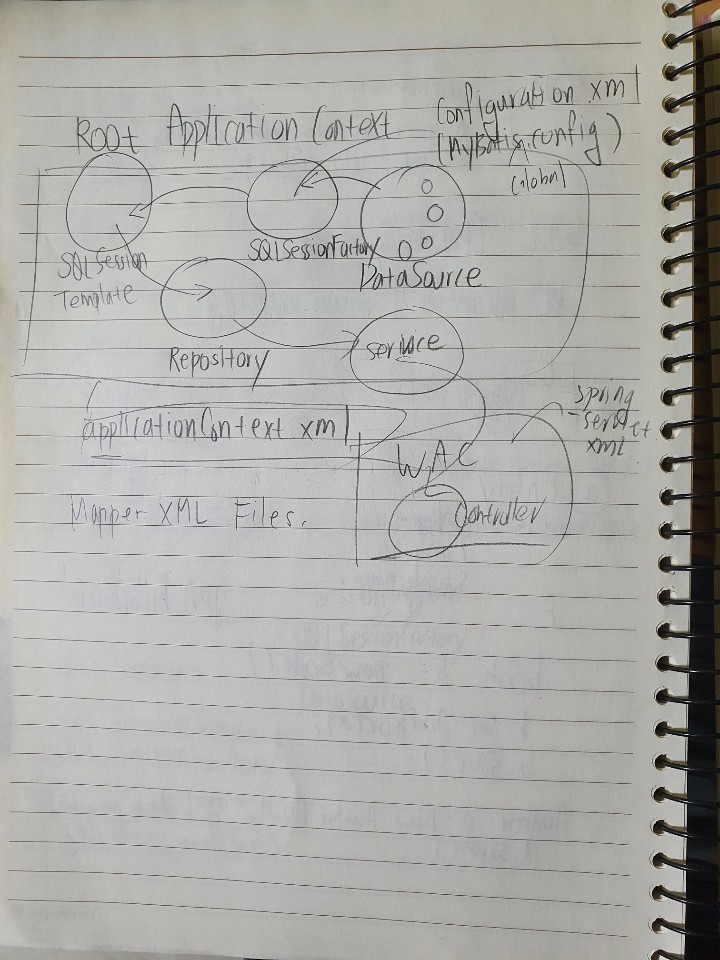 Configuration xml
Root Application Context
(mybatis config)
Global
SQLSession
Template
SQLSessionFactory
DataSource
Repository
service
spring
-servlet
xml
applicationContext xml
WAC
Mapper XML Files.
Controller